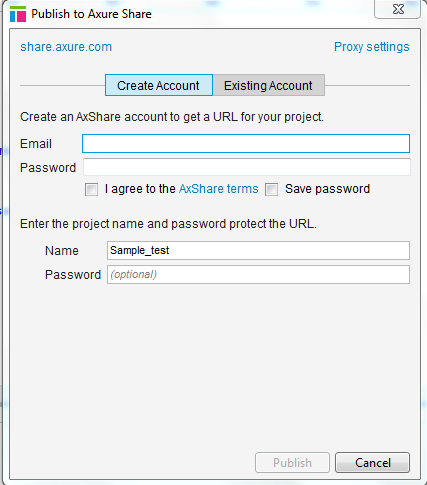 Publish to Axure Share
share.axure.com Proxy settings
Create Account Existing Account
Create an AxShare account to get a URL for your project.
Email
Password
I agree to the AxShare terms Save password
Enter the project name and password protect the URL.
Name Sample_test
Password (optional)
Publish Cancel